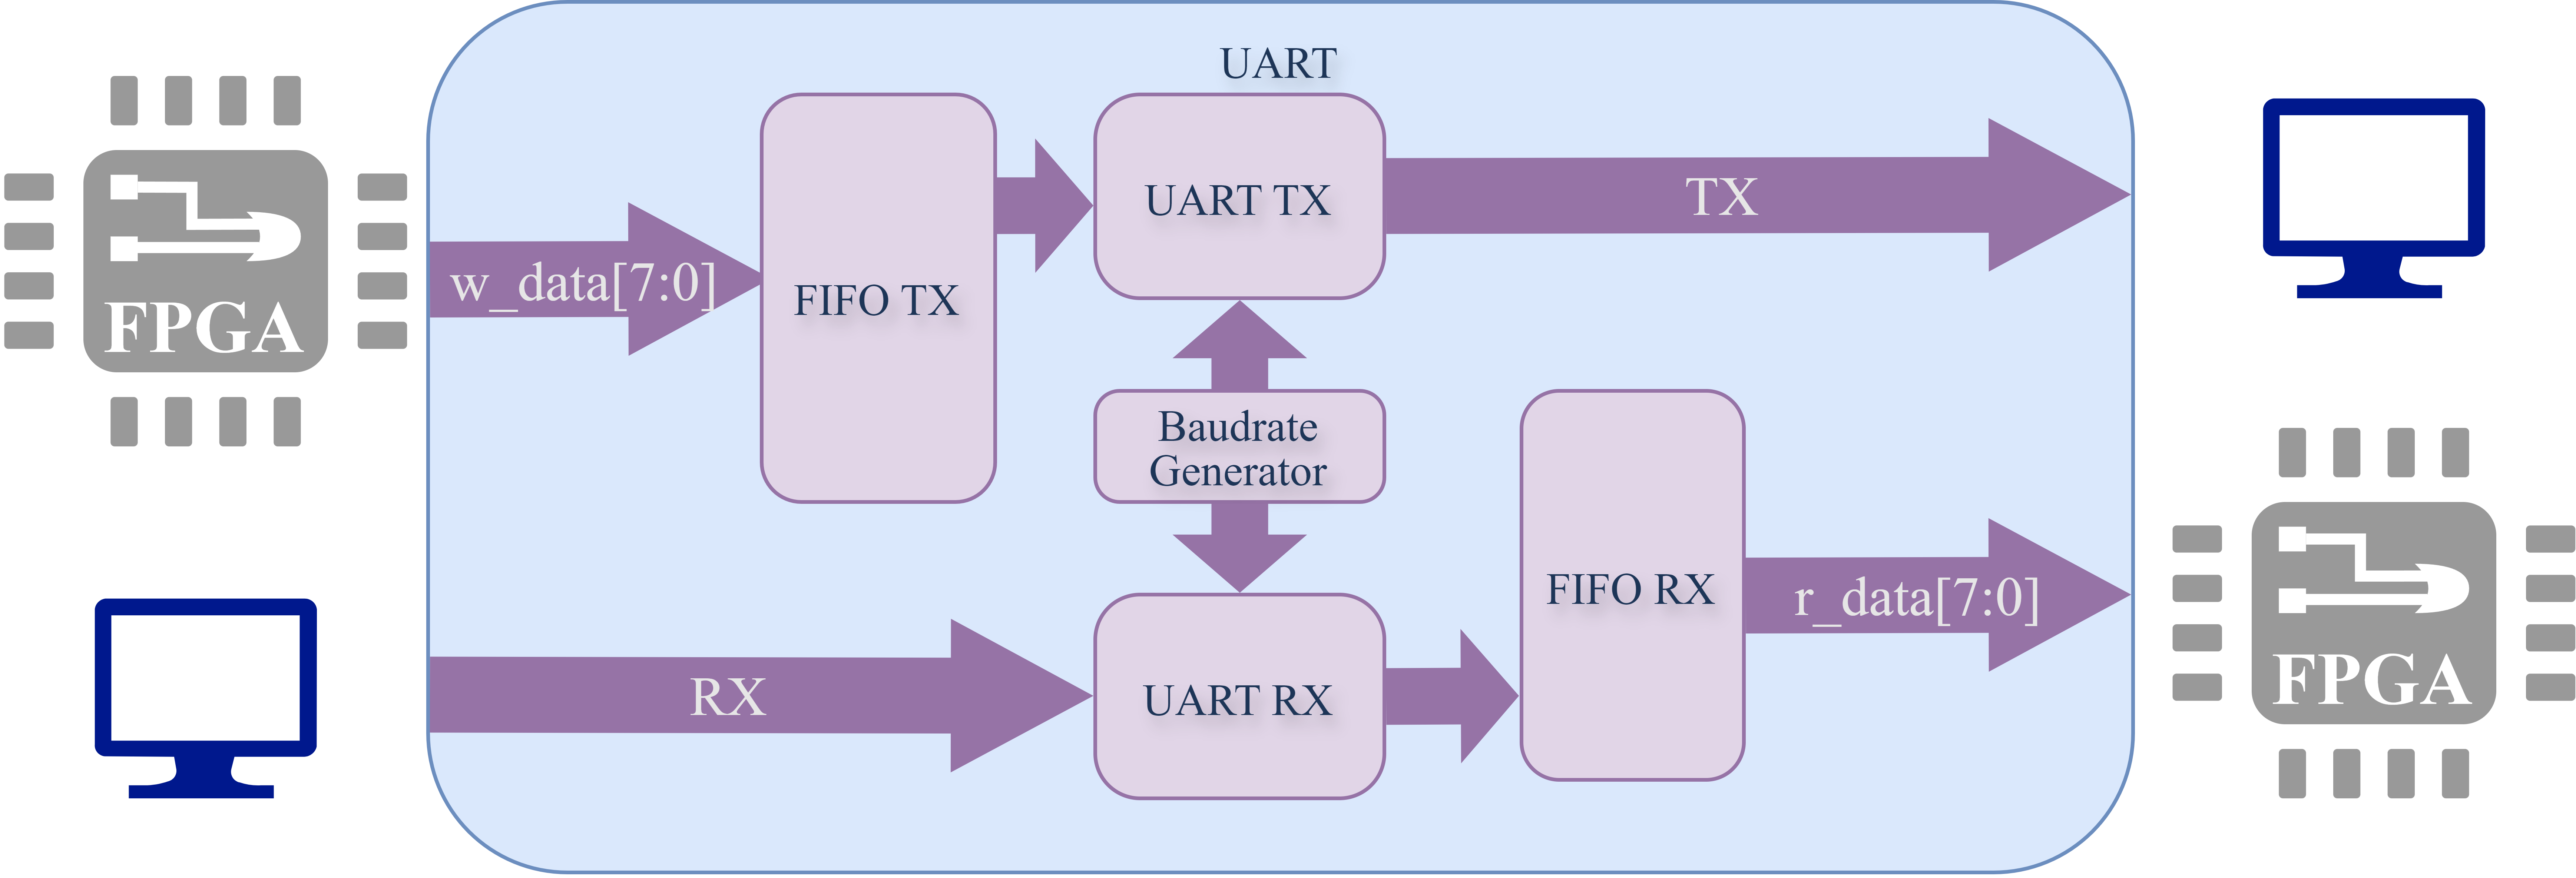 UART
FPGA
w_data[7:0]
FIFO TX
UART TX
TX
Baudrate
Generator
RX
UART RX
FIFO RX
r_data[7:0]
FPGA